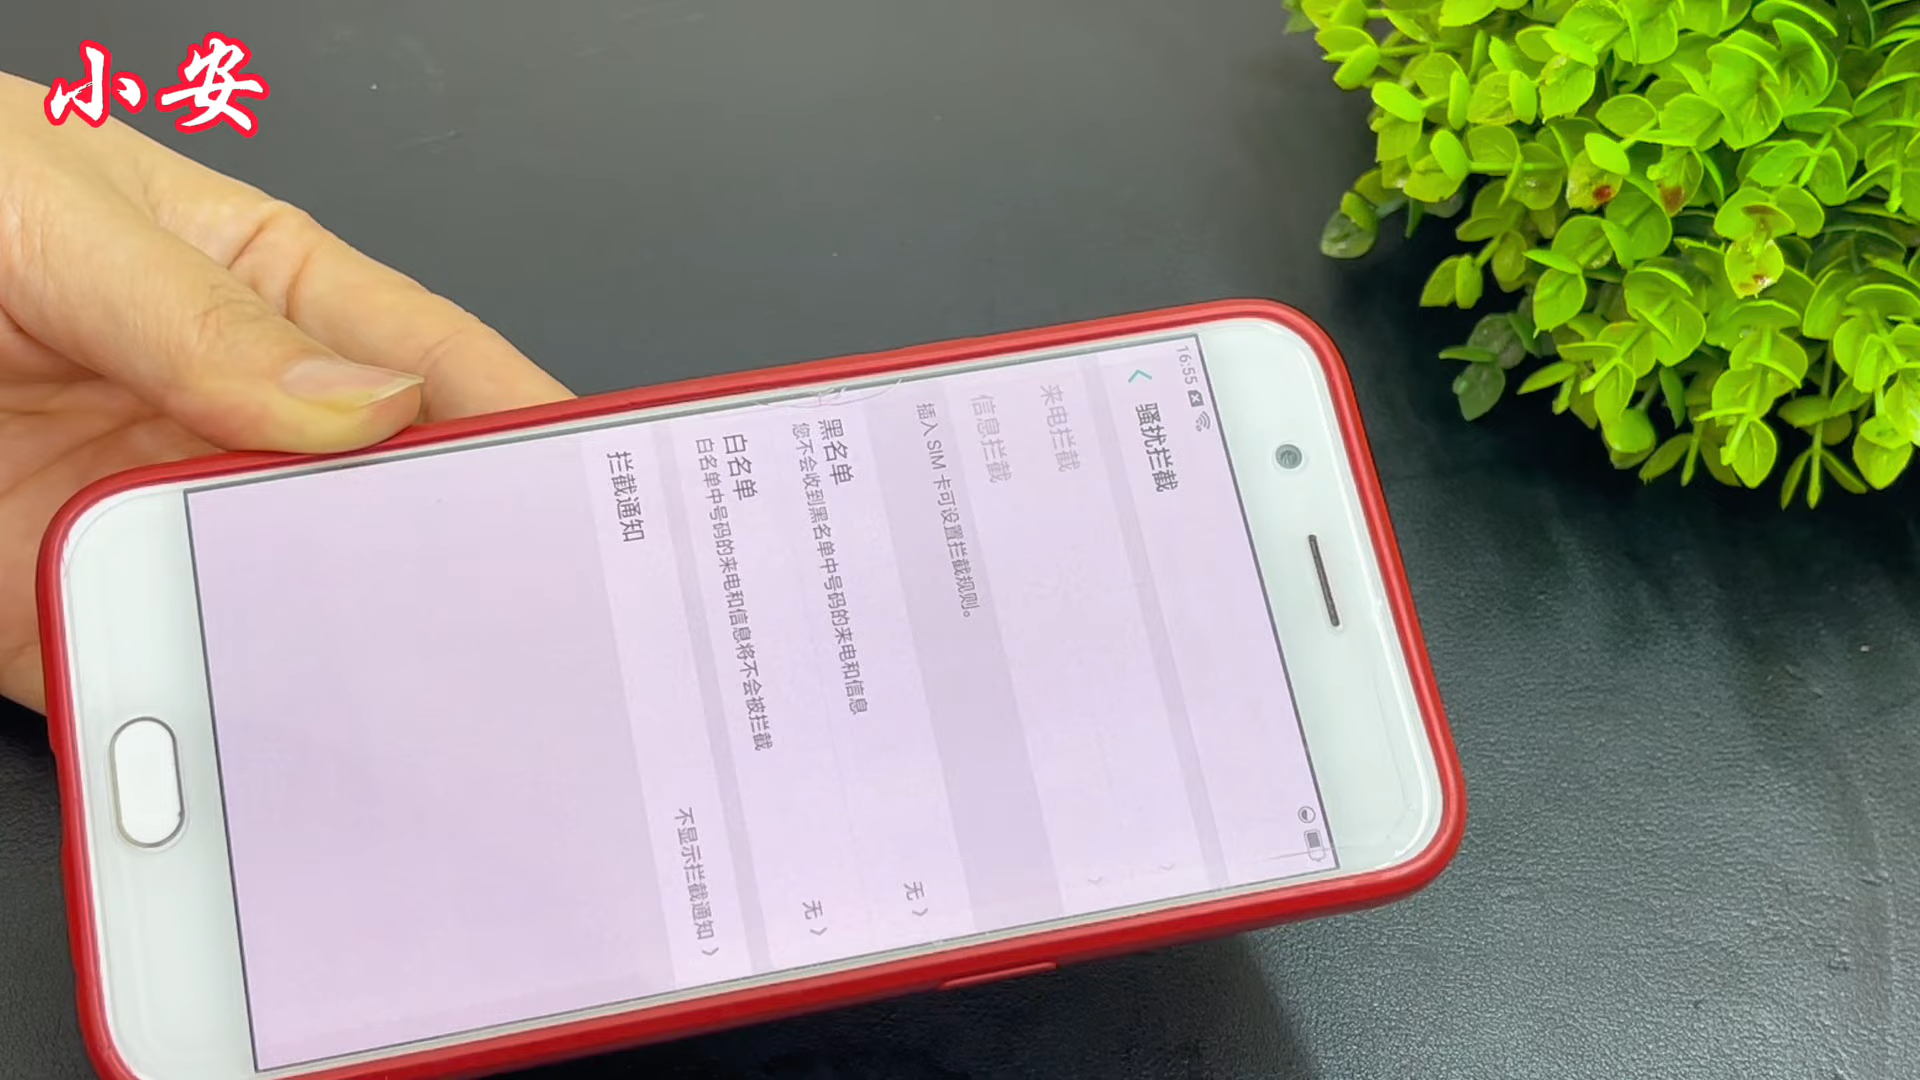 小安
16:55
骚扰拦截
来电拦截
信息拦截
插入 SIM 卡可设置拦截规则。
黑名单
您不会收到黑名单中号码的来电和信息
无
白名单
白名单中号码的来电和信息将不会被拦截
无
拦截通知
不显示拦截通知